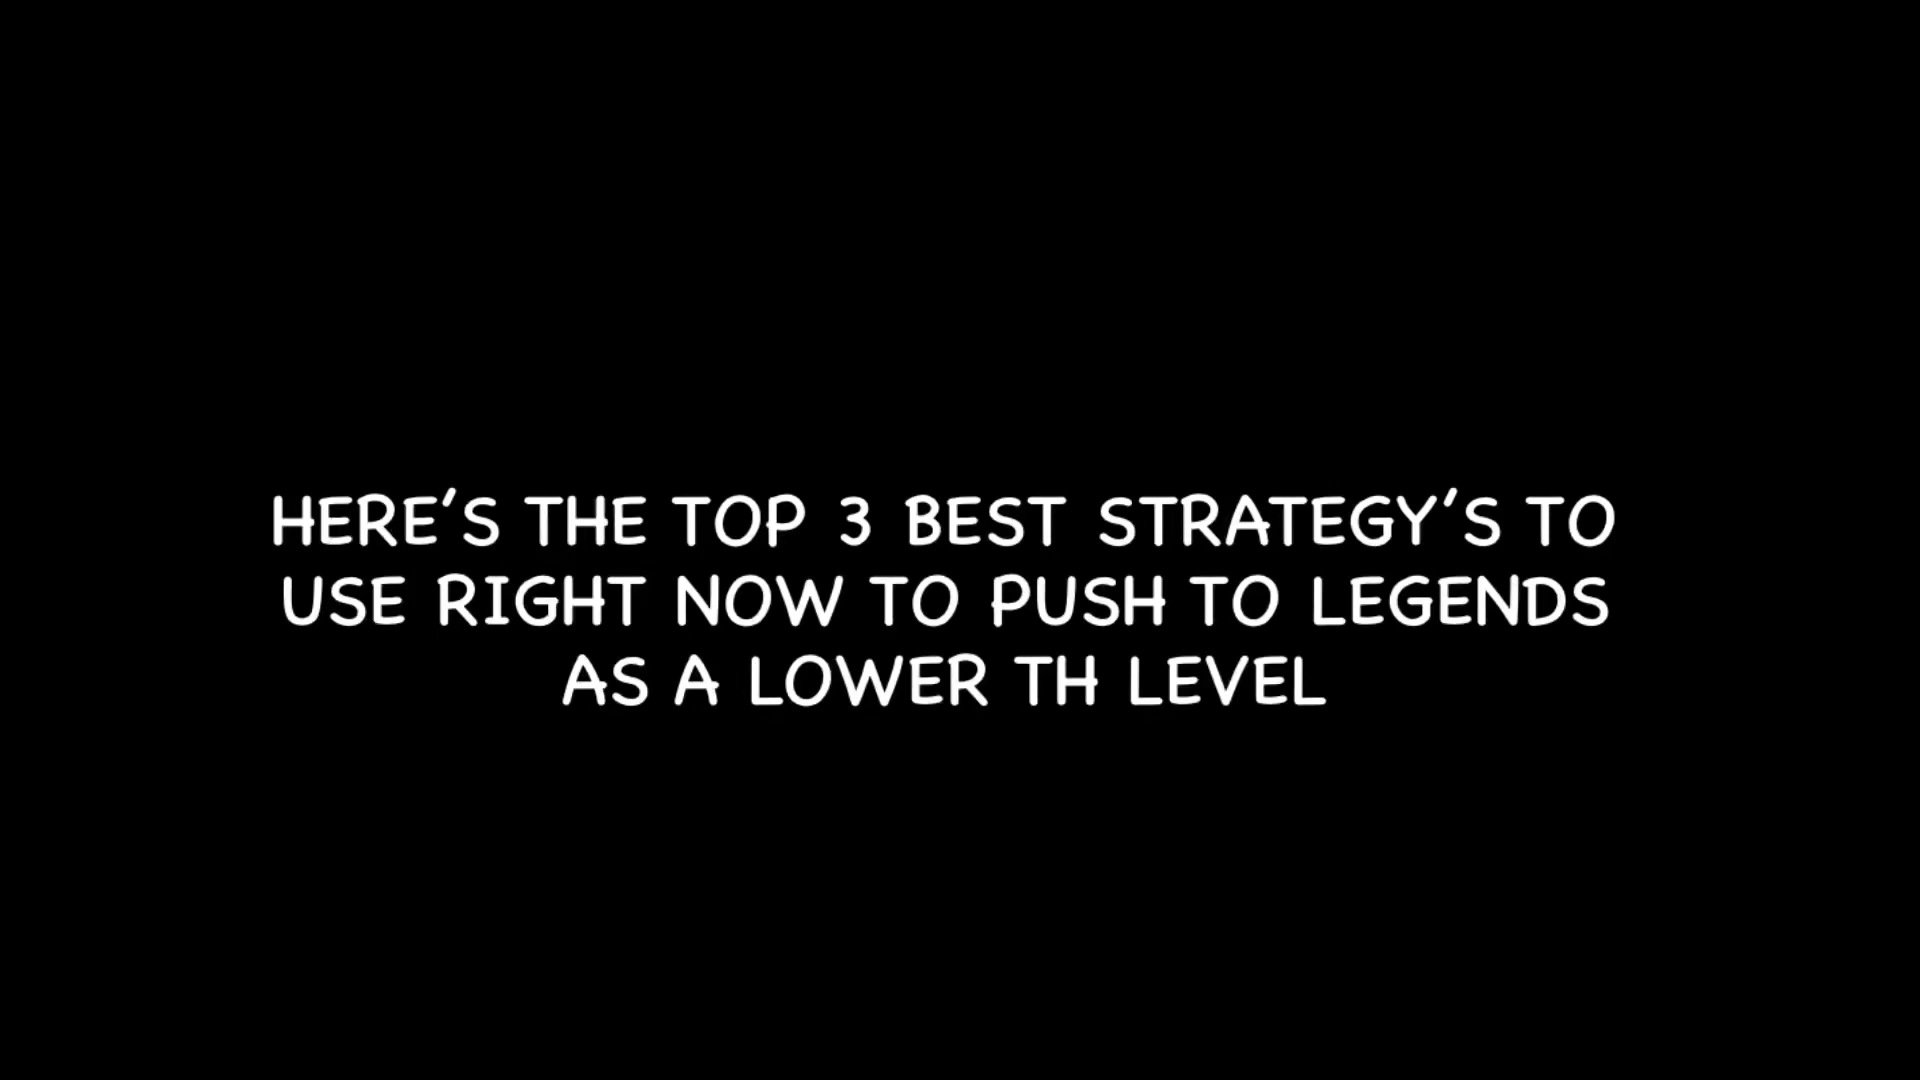 HERE'S THE TOP 3 BEST STRATEGY'S TO
USE RIGHT NOW TO PUSH TO LEGENDS
AS A LOWER TH LEVEL